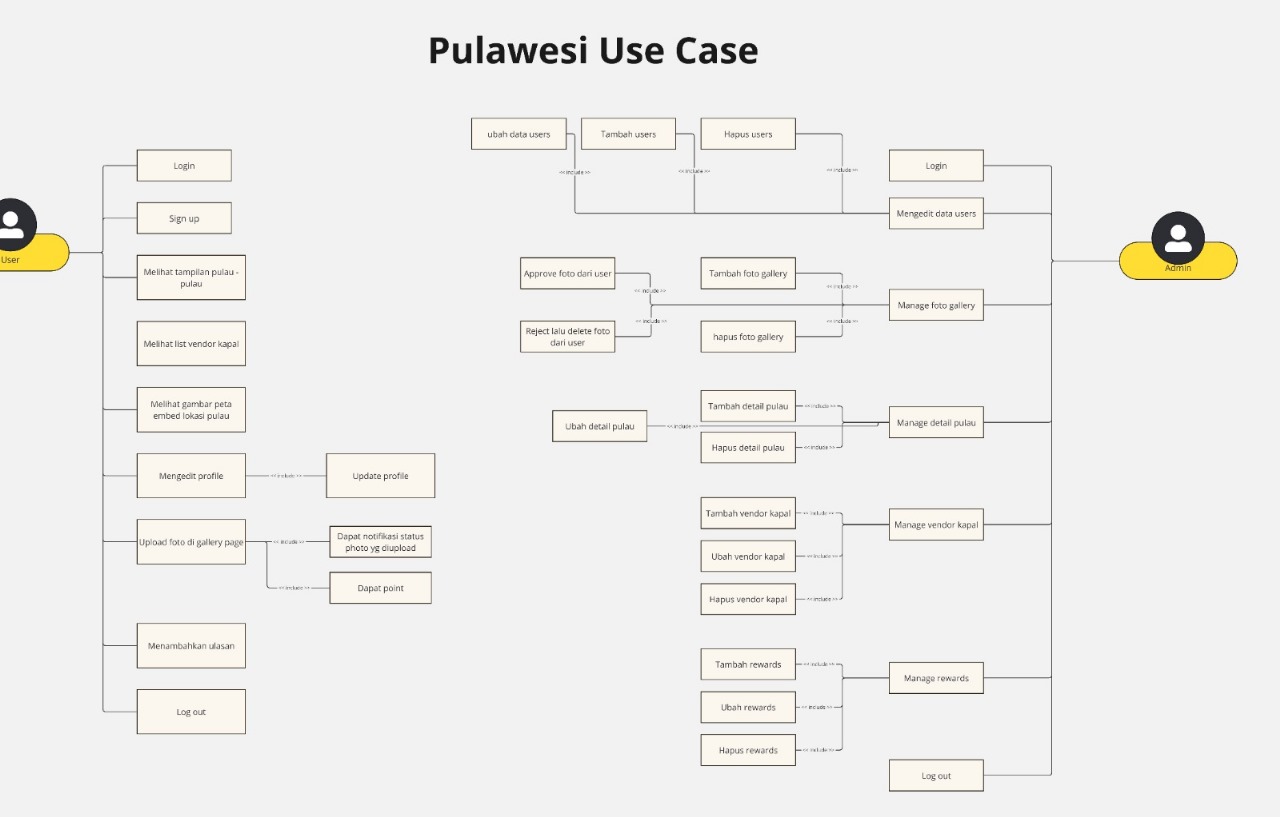 Pulawesi Use Case
User
Login
Sign up
Melihat tampilan pulau -
pulau
Melihat list vendor kapal
Melihat gambar peta
embed lokasi pulau
Mengedit profile
<< include >>
Update profile
Upload foto di gallery page
<< include >>
Dapat notifikasi status
photo yg diupload
<< include >>
Dapat point
Menambahkan ulasan
Log out
ubah data users
Tambah users
Hapus users
<< include >>
<< include >>
<< include >>
Login
Mengedit data users
Admin
Approve foto dari user
<< include >>
Tambah foto gallery
<< include >>
Manage foto gallery
Reject lalu delete foto
dari user
<< include >>
hapus foto gallery
<< include >>
Ubah detail pulau
<< include >>
Tambah detail pulau
<< include >>
Hapus detail pulau
<< include >>
Manage detail pulau
Tambah vendor kapal
<< include >>
Ubah vendor kapal
<< include >>
Hapus vendor kapal
<< include >>
Manage vendor kapal
Tambah rewards
<< include >>
Ubah rewards
<< include >>
Hapus rewards
<< include >>
Manage rewards
Log out